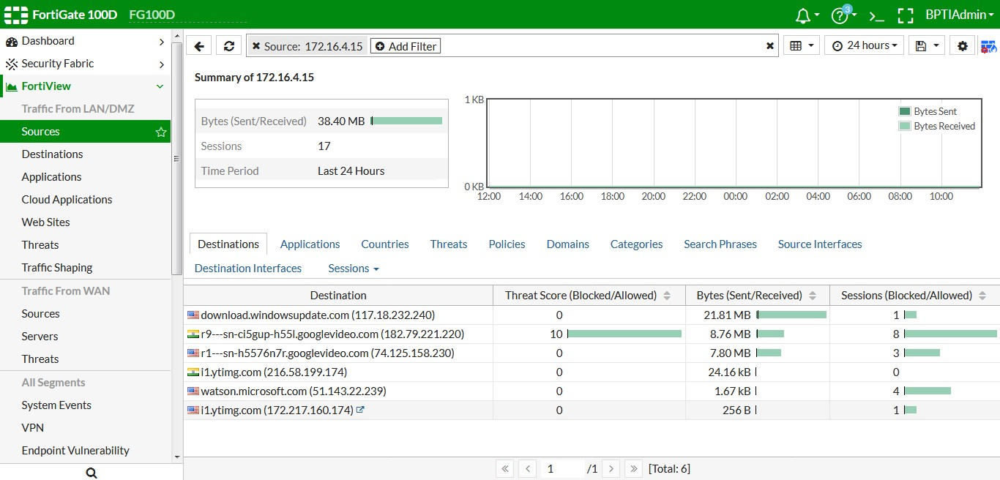 FortiGate 100D FG100D
3
>_
BPTIAdmin
Dashboard
Security Fabric
FortiView
Traffic From LAN/DMZ
Sources
Destinations
Applications
Cloud Applications
Web Sites
Threats
Traffic Shaping
Traffic From WAN
Sources
Servers
Threats
All Segments
System Events
VPN
Endpoint Vulnerability
Source: 172.16.4.15 Add Filter
24 hours
Summary of 172.16.4.15
Bytes (Sent/Received) 38.40 MB
Sessions 17
Time Period Last 24 Hours
1 KB
0 KB
Bytes Sent
Bytes Received
12:00 14:00 16:00 18:00 20:00 22:00 00:00 02:00 04:00 06:00 08:00 10:00
Destinations Applications Countries Threats Policies Domains Categories Search Phrases Source Interfaces
Destination Interfaces Sessions
Destination Threat Score (Blocked/Allowed) Bytes (Sent/Received) Sessions (Blocked/Allowed)
download.windowsupdate.com (117.18.232.240) 0 21.81 MB 1
r9---sn-ci5gup-h55l.googlevideo.com (182.79.221.220) 10 8.76 MB 8
r1---sn-h5576n7r.googlevideo.com (74.125.158.230) 0 7.80 MB 3
i1.ytimg.com (216.58.199.174) 0 24.16 kB 0
watson.microsoft.com (51.143.22.239) 0 1.67 kB 4
i1.ytimg.com (172.217.160.174) 0 256 B 1
1 /1 [Total: 6]